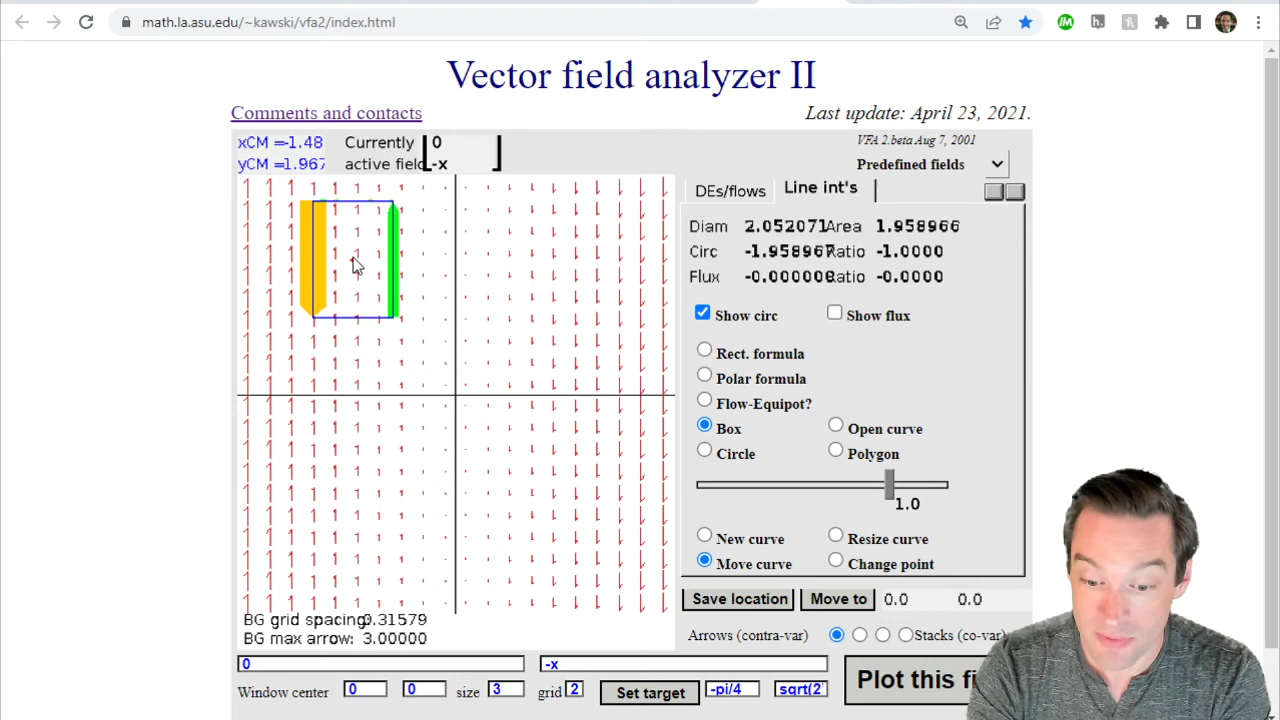 math.la.asu.edu/~kawski/vfa2/index.html
Vector field analyzer II
Comments and contacts
Last update: April 23, 2021.
xCM =-1.48
yCM =1.967
Currently
active field
0
-x
VFA 2.beta Aug 7, 2001
Predefined fields
DEs/flows
Line int's
Diam 2.052071 Area 1.958966
Circ -1.958967 Ratio -1.0000
Flux -0.000000 Ratio -0.0000
Show circ Show flux
Rect. formula
Polar formula
Flow-Equipot?
Box Open curve
Circle Polygon
1.0
New curve Resize curve
Move curve Change point
Save location Move to 0.0 0.0
BG grid spacing: 0.31579
BG max arrow: 3.00000
Arrows (contra-var) Stacks (co-var)
0 -x
Plot this fi
Window center 0 0 size 3 grid 2 Set target -pi/4 sqrt(2